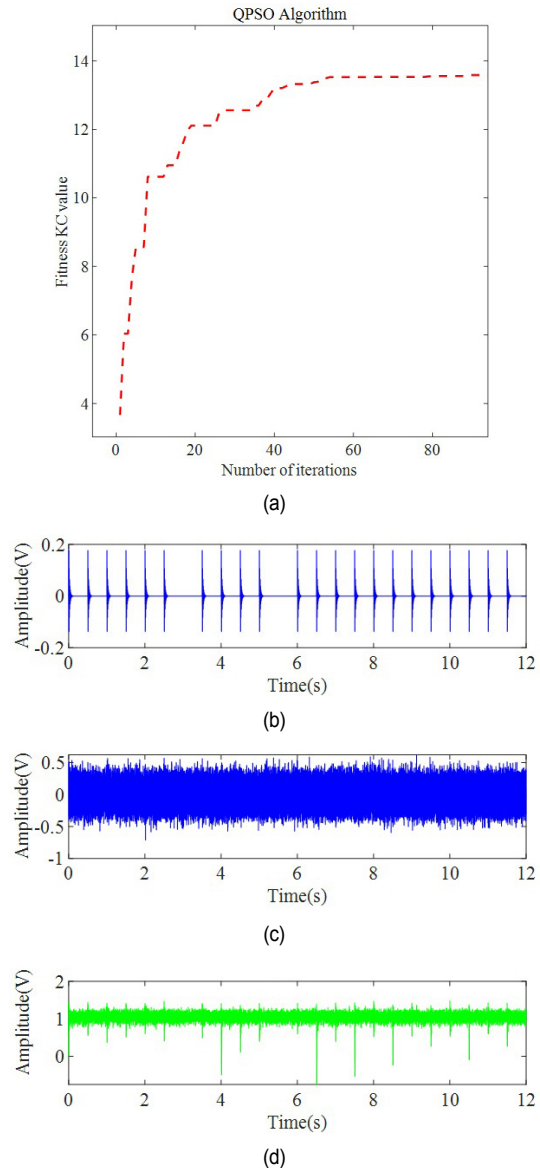 QPSO Algorithm
14
12
10
8
6
4
Fitness KC value
0 20 40 60 80
Number of iterations
(a)
0.2
0
-0.2
Amplitude(V)
0 2 4 6 8 10 12
Time(s)
(b)
0.5
0
-0.5
-1
Amplitude(V)
0 2 4 6 8 10 12
Time(s)
(c)
2
1
0
Amplitude(V)
0 2 4 6 8 10 12
Time(s)
(d)